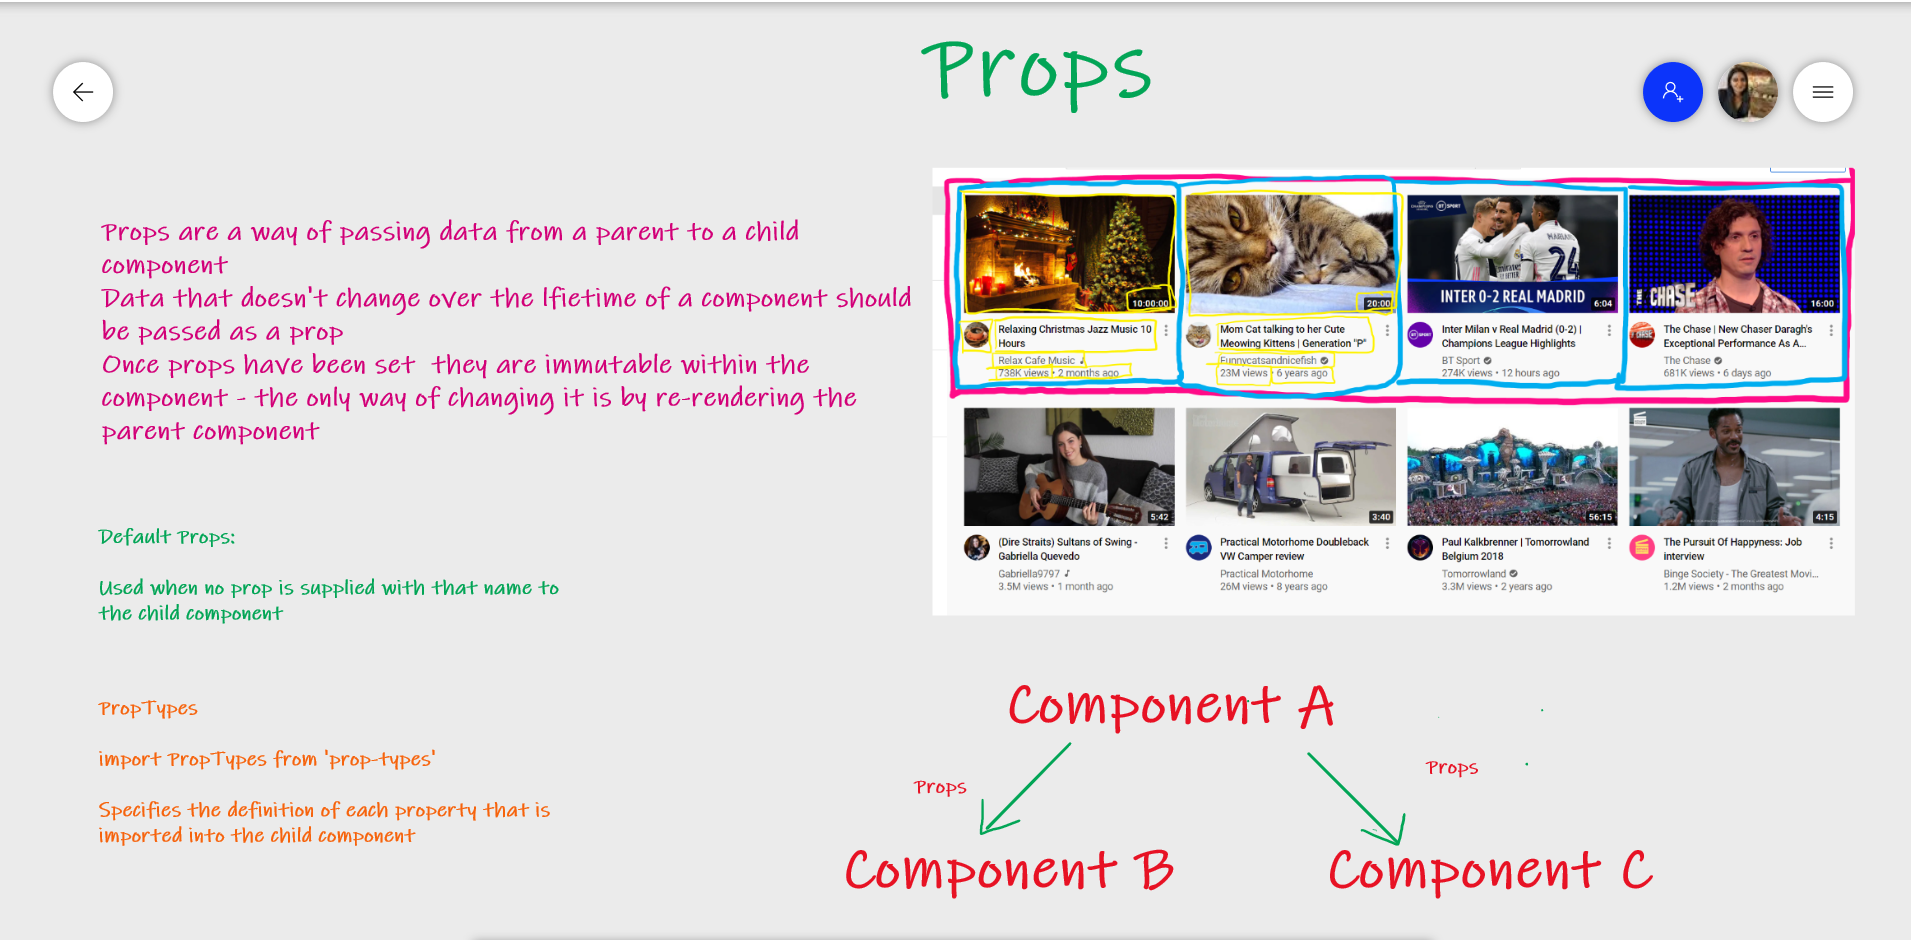 Props
Props are a way of passing data from a parent to a child
component
Data that doesn't change over the lfietime of a component should
be passed as a prop
Once props have been set they are immutable within the
component - the only way of changing it is by re-rendering the
parent component
Default Props:
Used when no prop is supplied with that name to
the child component
PropTypes
import PropTypes from 'prop-types'
Specifies the definition of each property that is
imported into the child component
10:00:00
Relaxing Christmas Jazz Music 10
Hours
Relax Cafe Music
738K views • 2 months ago
20:00
Mom Cat talking to her Cute
Meowing Kittens | Generation "P"
Funnycatsandnicefish
23M views • 6 years ago
BT SPORT
MARIANO
24
INTER 0-2 REAL MADRID
6:04
BT SPORT
Inter Milan v Real Madrid (0-2) |
Champions League Highlights
BT Sport
274K views • 12 hours ago
THE
CHASE
16:00
The Chase | New Chaser Daragh's
Exceptional Performance As A...
The Chase
681K views • 6 days ago
5:42
(Dire Straits) Sultans of Swing -
Gabriella Quevedo
Gabriella9797
3.5M views • 1 month ago
3:40
Practical Motorhome Doubleback
VW Camper review
Practical Motorhome
26M views • 8 years ago
56:15
Paul Kalkbrenner | Tomorrowland
Belgium 2018
Tomorrowland
3.3M views • 2 years ago
4:15
The Pursuit Of Happyness: Job
interview
Binge Society - The Greatest Movi...
1.2M views • 2 months ago
Component A
Props
Props
Component B
Component C